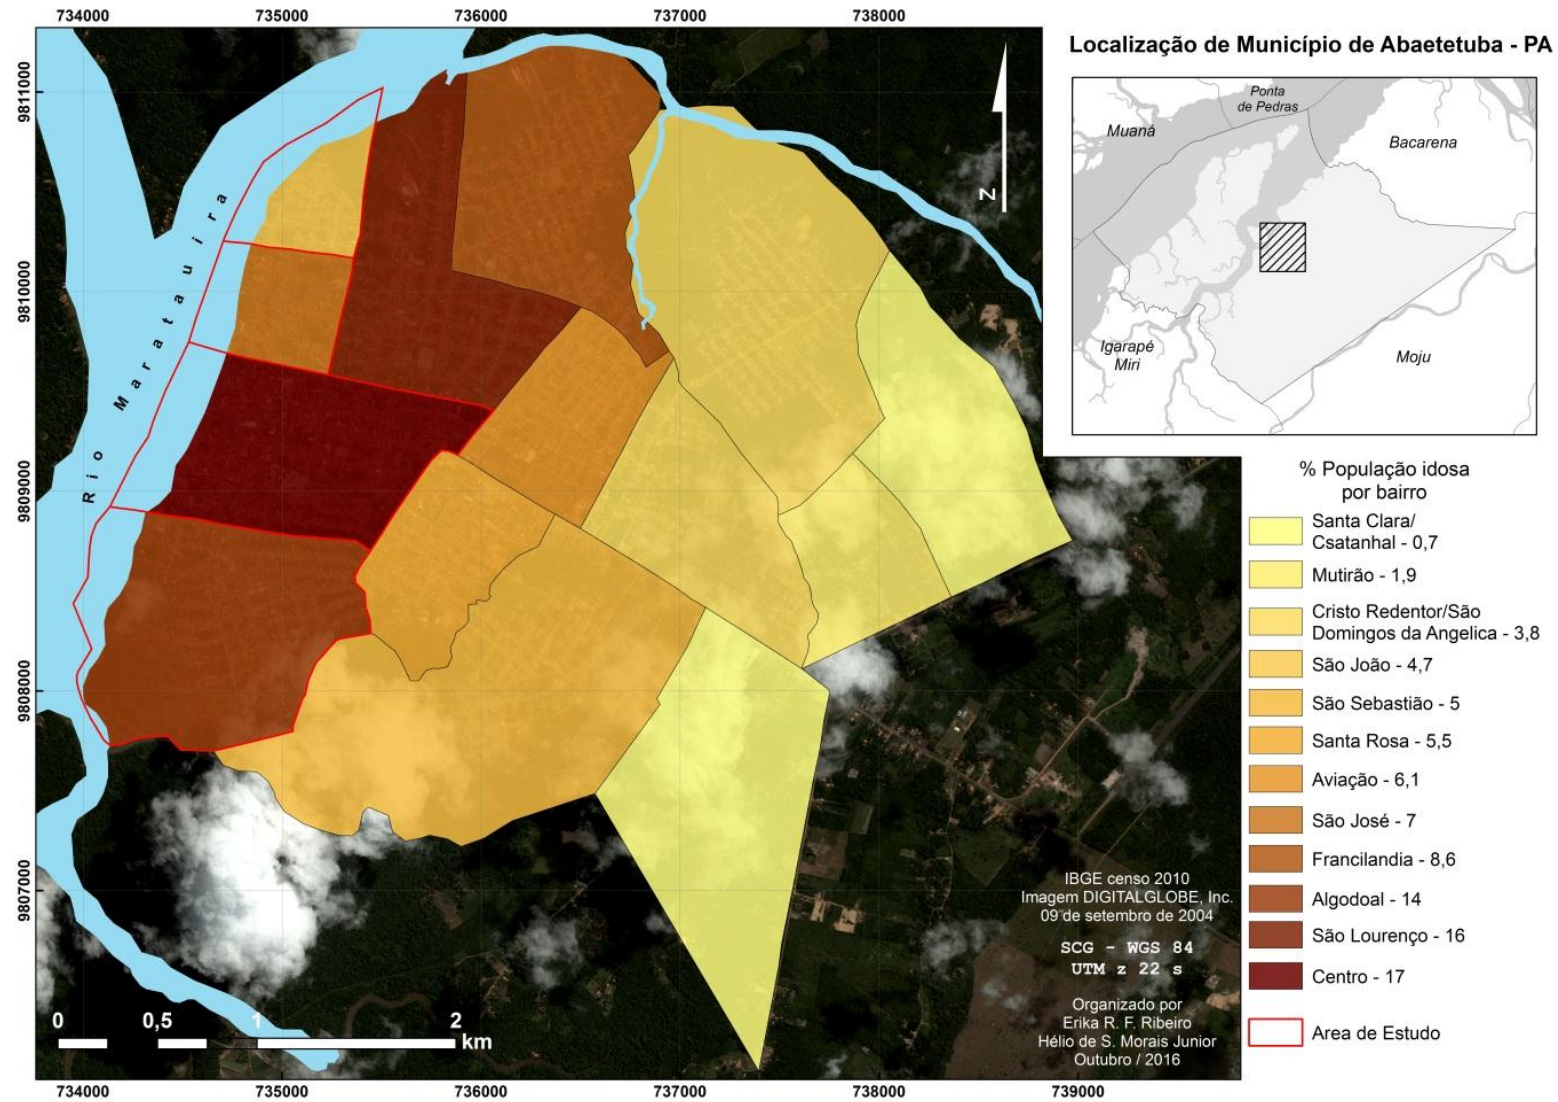 734000
735000
736000
737000
738000
9811000
9810000
9809000
9808000
9807000
Rio Maratauira
N
Localização de Município de Abaetetuba - PA
Ponta
de Pedras
Muaná
Bacarena
Igarapé
Miri
Moju
% População idosa
por bairro
Santa Clara/
Csatanhal - 0,7
Mutirão - 1,9
Cristo Redentor/São
Domingos da Angelica - 3,8
São João - 4,7
São Sebastião - 5
Santa Rosa - 5,5
Aviação - 6,1
São José - 7
Francilandia - 8,6
Algodoal - 14
São Lourenço - 16
Centro - 17
Area de Estudo
IBGE censo 2010
Imagem DIGITALGLOBE, Inc.
09 de setembro de 2004
SCG - WGS 84
UTM z 22 s
Organizado por
Erika R. F. Ribeiro
Hélio de S. Morais Junior
Outubro / 2016
0 0,5 1 2
km
734000
735000
736000
737000
738000
739000